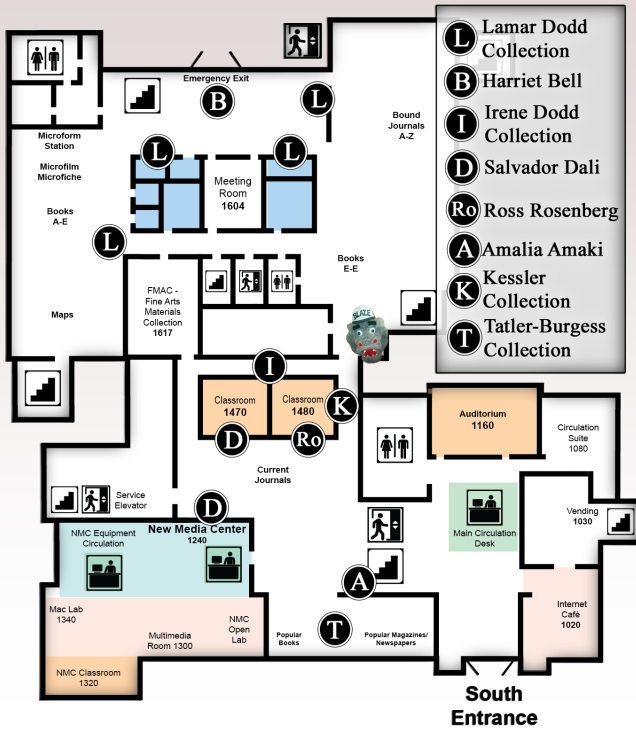 L Lamar Dodd
Collection
B Harriet Bell
I Irene Dodd
Collection
D Salvador Dali
Ro Ross Rosenberg
A Amalia Amaki
K Kessler
Collection
T Tatler-Burgess
Collection
Emergency Exit
B
L
Microform
Station
Bound
Journals
A-Z
L
L
Microfilm
Microfiche
Meeting
Room
1604
Books
A-E
L
Books
E-E
FMAC -
Fine Arts
Materials
Collection
1617
Maps
BLAZE
I
Classroom
1470
Classroom
1480
K
D
Ro
Auditorium
1160
Circulation
Suite
1080
Current
Journals
Service
Elevator
D
Vending
1030
NMC Equipment
Circulation
New Media Center
1240
Main Circulation
Desk
A
Mac Lab
1340
Multimedia
Room 1300
NMC
Open
Lab
Popular
Books
T
Popular Magazines/
Newspapers
Internet
Cafè
1020
NMC Classroom
1320
South
Entrance